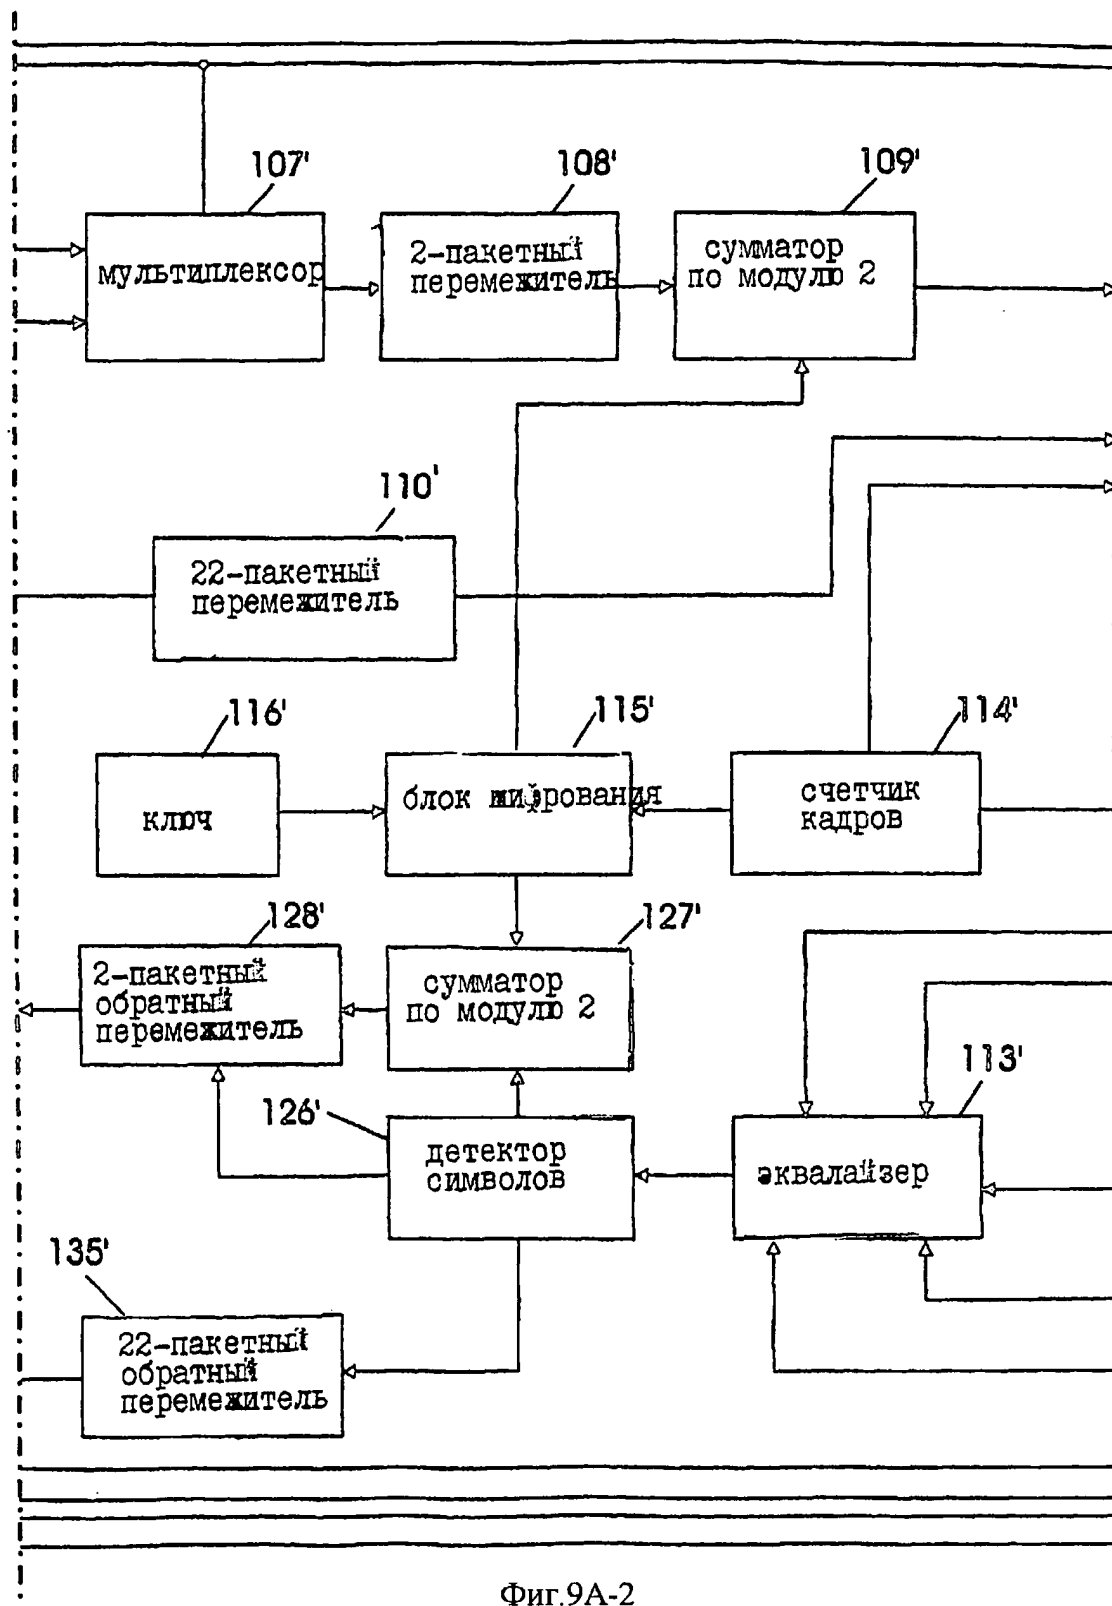 107'
108'
109'
мультиплексор
2-пакетный
перемежитель
сумматор
по модулю 2
110'
22-пакетный
перемежитель
116'
115'
114'
ключ
блок шифрования
счетчик
кадров
128'
127'
2-пакетный
обратный
перемежитель
сумматор
по модулю 2
113'
126'
детектор
символов
эквалайзер
135'
22-пакетный
обратный
перемежитель
Фиг.9А-2